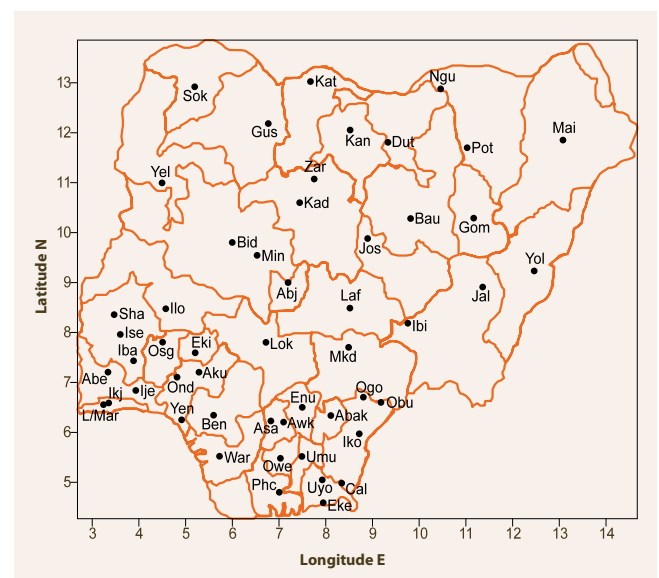 Ngu
13
Kat
Sok
Mai
Gus
12
Kan
Dut
Pot
Zar
Yel
11
Kad
Bau
Gom
10
Bid
Jos
Min
Yol
Latitude N
9
Abj
Laf
Jal
Sha
Ilo
Ibi
8
Ise
Eki
Lok
Iba
Osg
Mkd
Abe
Aku
7
Ond
Ogo
Ikj
Ije
Enu
Obu
L/Mar
Yen
Ben
Asa
Awk
Abak
6
Iko
War
Owe
Umu
5
Phc
Uyo
Cal
Eke
3 4 5 6 7 8 9 10 11 12 13 14
Longitude E